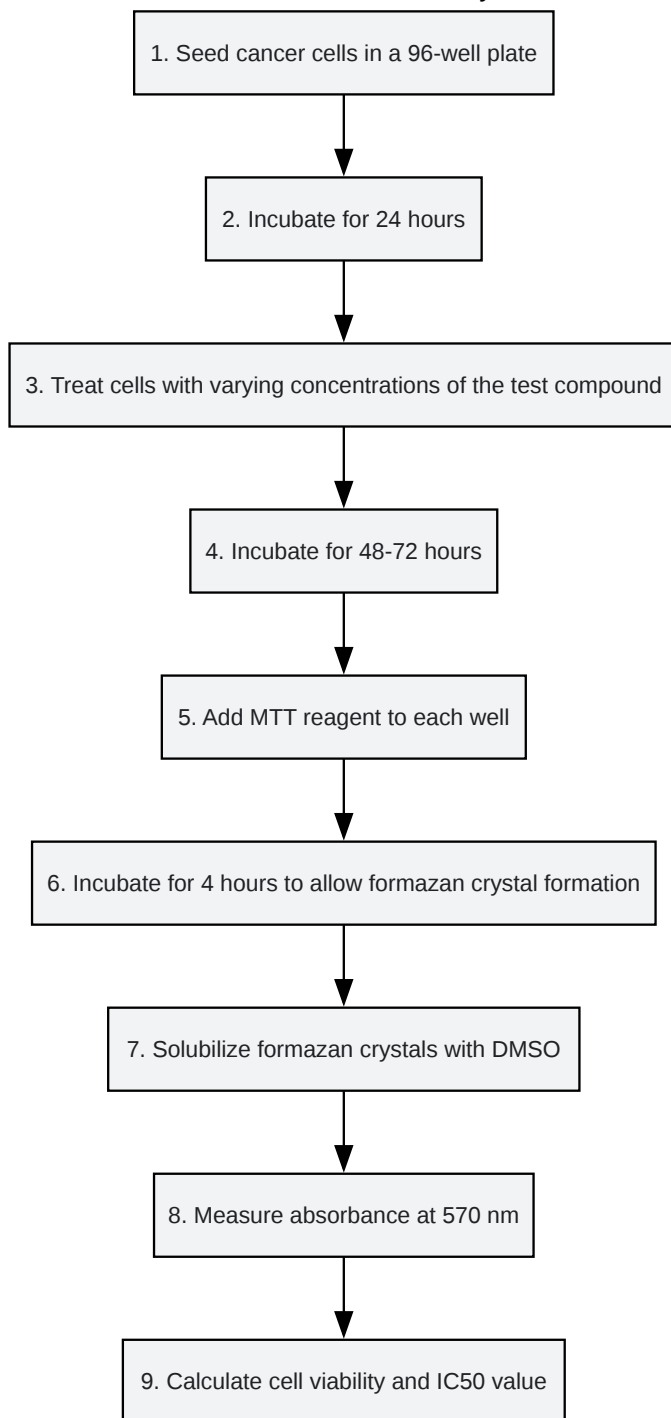 1. Seed cancer cells in a 96-well plate
2. Incubate for 24 hours
3. Treat cells with varying concentrations of the test compound
4. Incubate for 48-72 hours
5. Add MTT reagent to each well
6. Incubate for 4 hours to allow formazan crystal formation
7. Solubilize formazan crystals with DMSO
8. Measure absorbance at 570 nm
9. Calculate cell viability and IC50 value